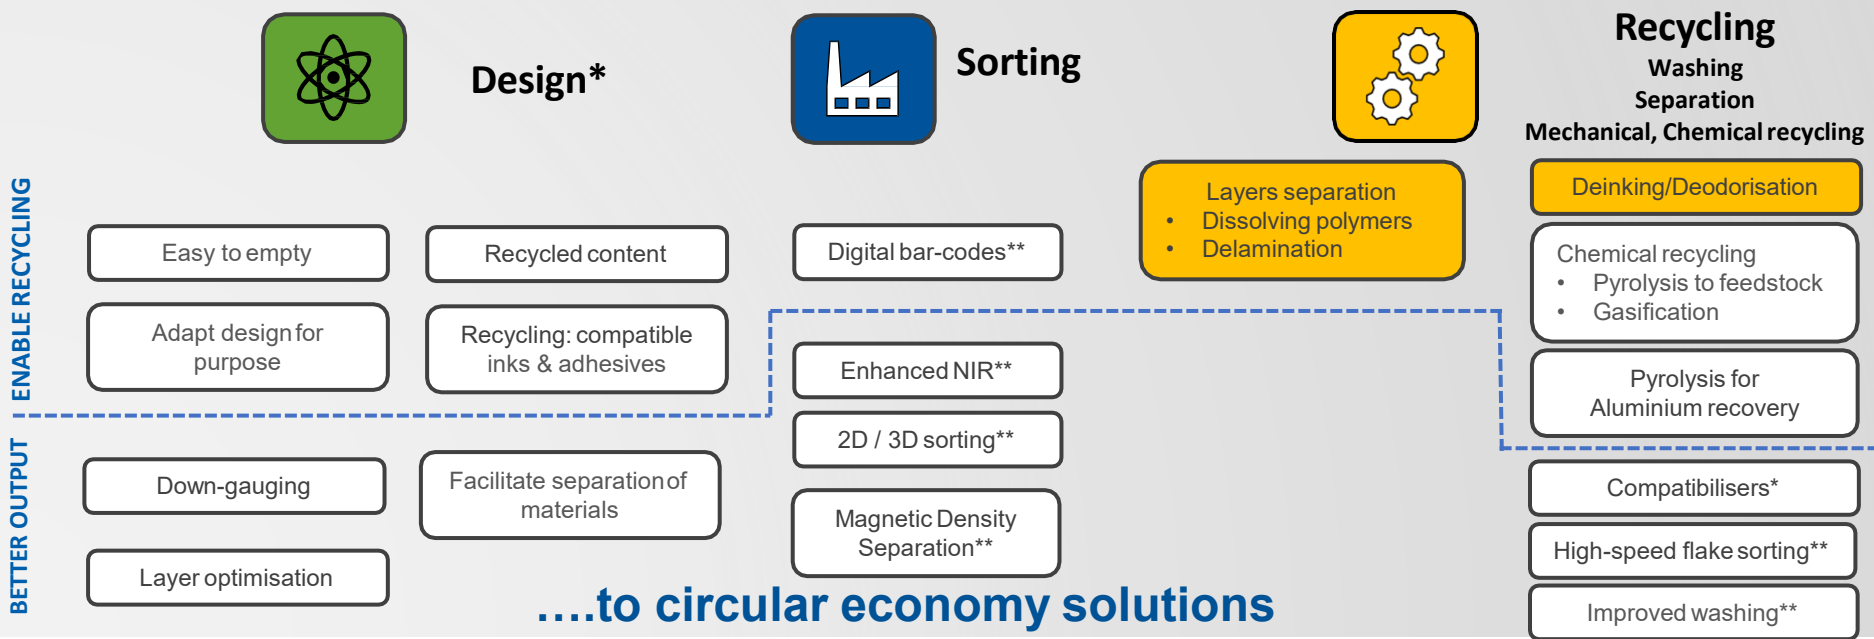 Design*
Sorting
Recycling
Washing
Separation
Mechanical, Chemical recycling
ENABLE RECYCLING
Easy to empty
Recycled content
Adapt design for
purpose
Recycling: compatible
inks & adhesives
Digital bar-codes**
Enhanced NIR**
Layers separation
• Dissolving polymers
• Delamination
Deinking/Deodorisation
Chemical recycling
• Pyrolysis to feedstock
• Gasification
Pyrolysis for
Aluminium recovery
BETTER OUTPUT
Down-gauging
Facilitate separation of
materials
Layer optimisation
2D / 3D sorting**
Magnetic Density
Separation**
Compatibilisers*
High-speed flake sorting**
Improved washing**
....to circular economy solutions